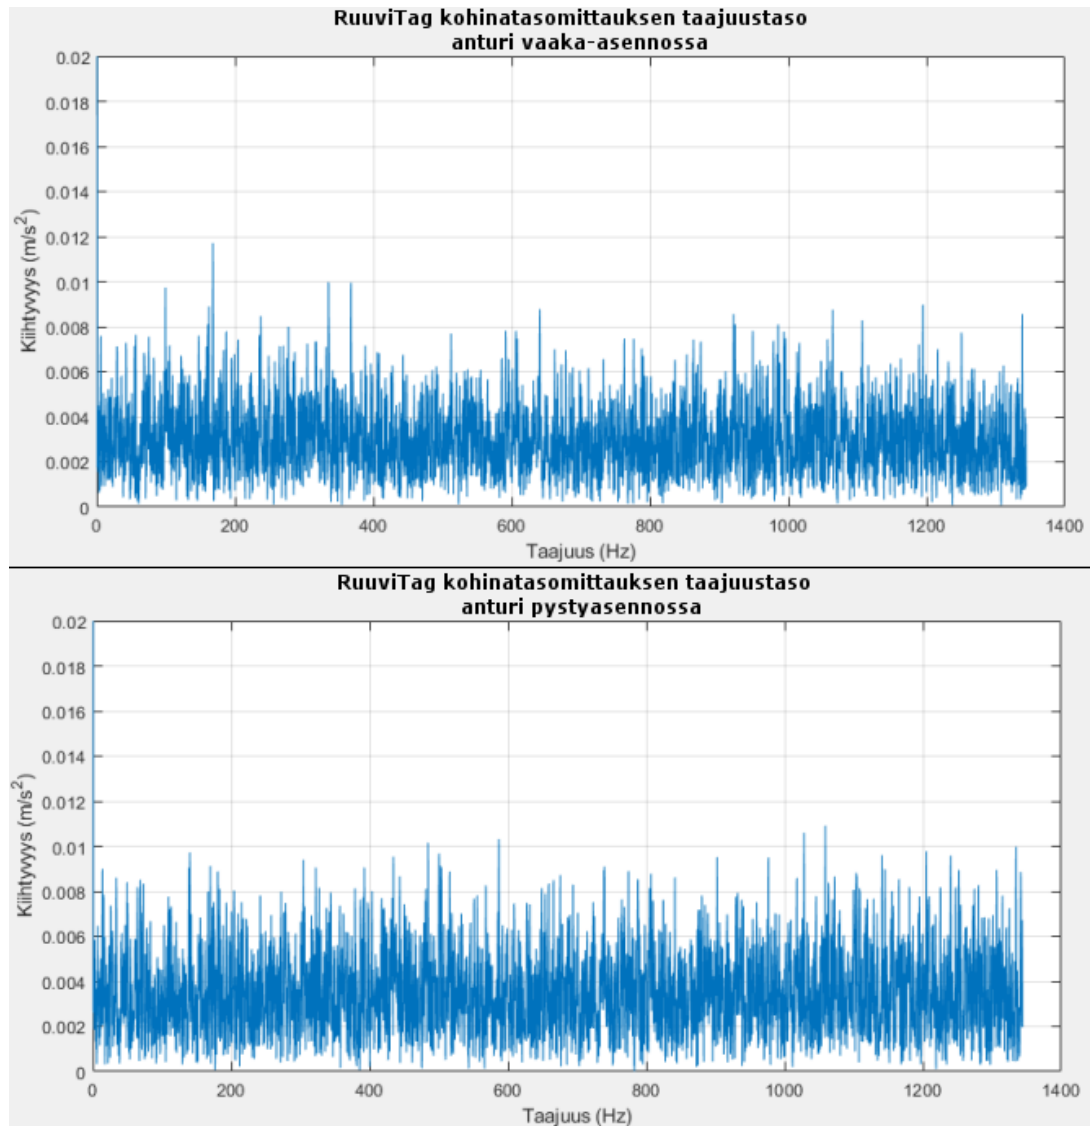 RuuviTag kohinatasomittauksen taajuustaso
anturi vaaka-asennossa
Kiihtyvyys (m/s²)
0.02
0.018
0.016
0.014
0.012
0.01
0.008
0.006
0.004
0.002
0
0 200 400 600 800 1000 1200 1400
Taajuus (Hz)
RuuviTag kohinatasomittauksen taajuustaso
anturi pystyasennossa
Kiihtyvyys (m/s²)
0.02
0.018
0.016
0.014
0.012
0.01
0.008
0.006
0.004
0.002
0
0 200 400 600 800 1000 1200 1400
Taajuus (Hz)